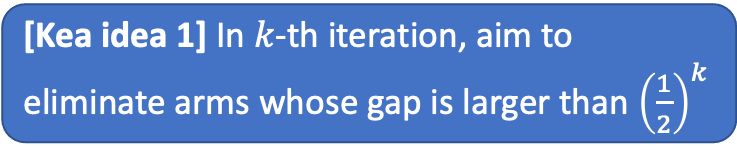 [Kea idea 1] In k-th iteration, aim to
eliminate arms whose gap is larger than (1/2)^k